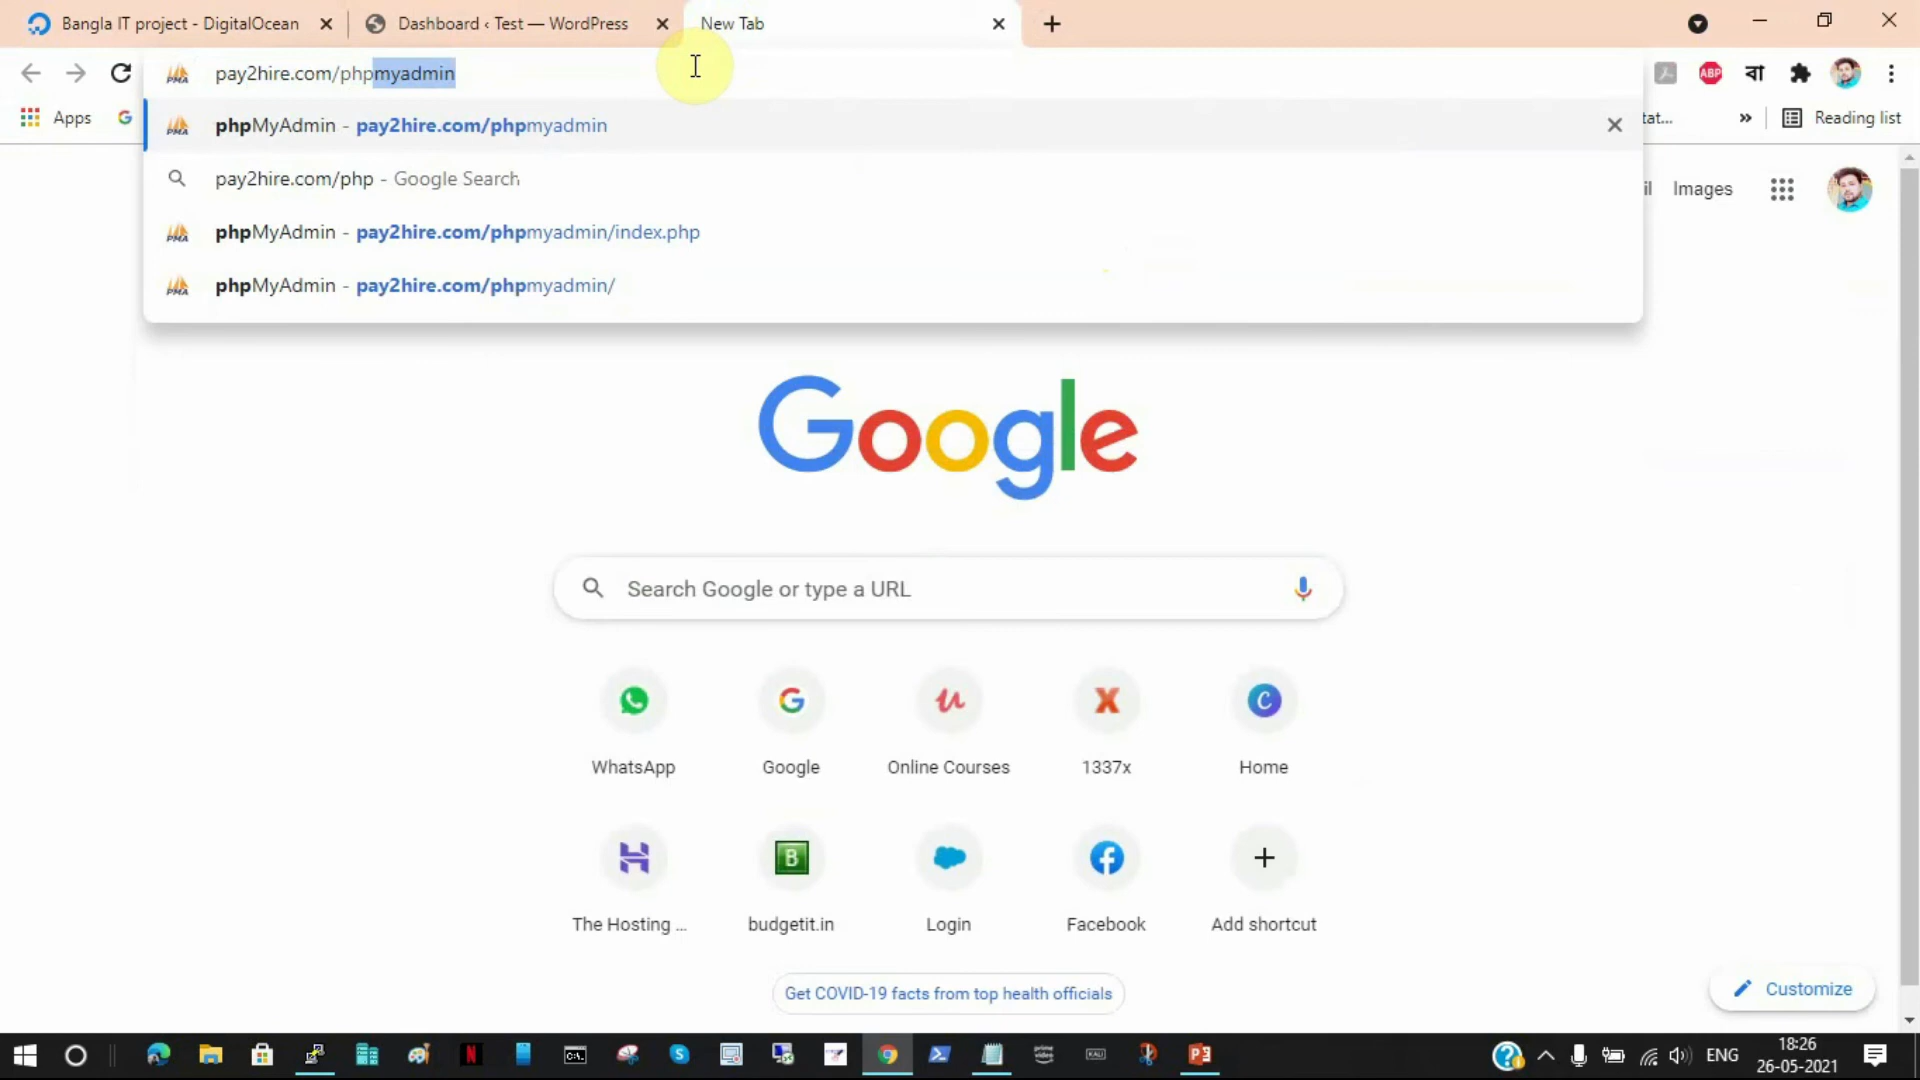 Bangla IT project - DigitalOcean
Dashboard ‹ Test — WordPress
New Tab
pay2hire.com/phpmyadmin
ABP
বা
Apps
tat...
»
Reading list
phpMyAdmin - pay2hire.com/phpmyadmin
pay2hire.com/php - Google Search
phpMyAdmin - pay2hire.com/phpmyadmin/index.php
phpMyAdmin - pay2hire.com/phpmyadmin/
il
Images
Google
Search Google or type a URL
WhatsApp
Google
Online Courses
1337x
Home
The Hosting ...
budgetit.in
Login
Facebook
Add shortcut
Get COVID-19 facts from top health officials
Customize
ENG
18:26
26-05-2021